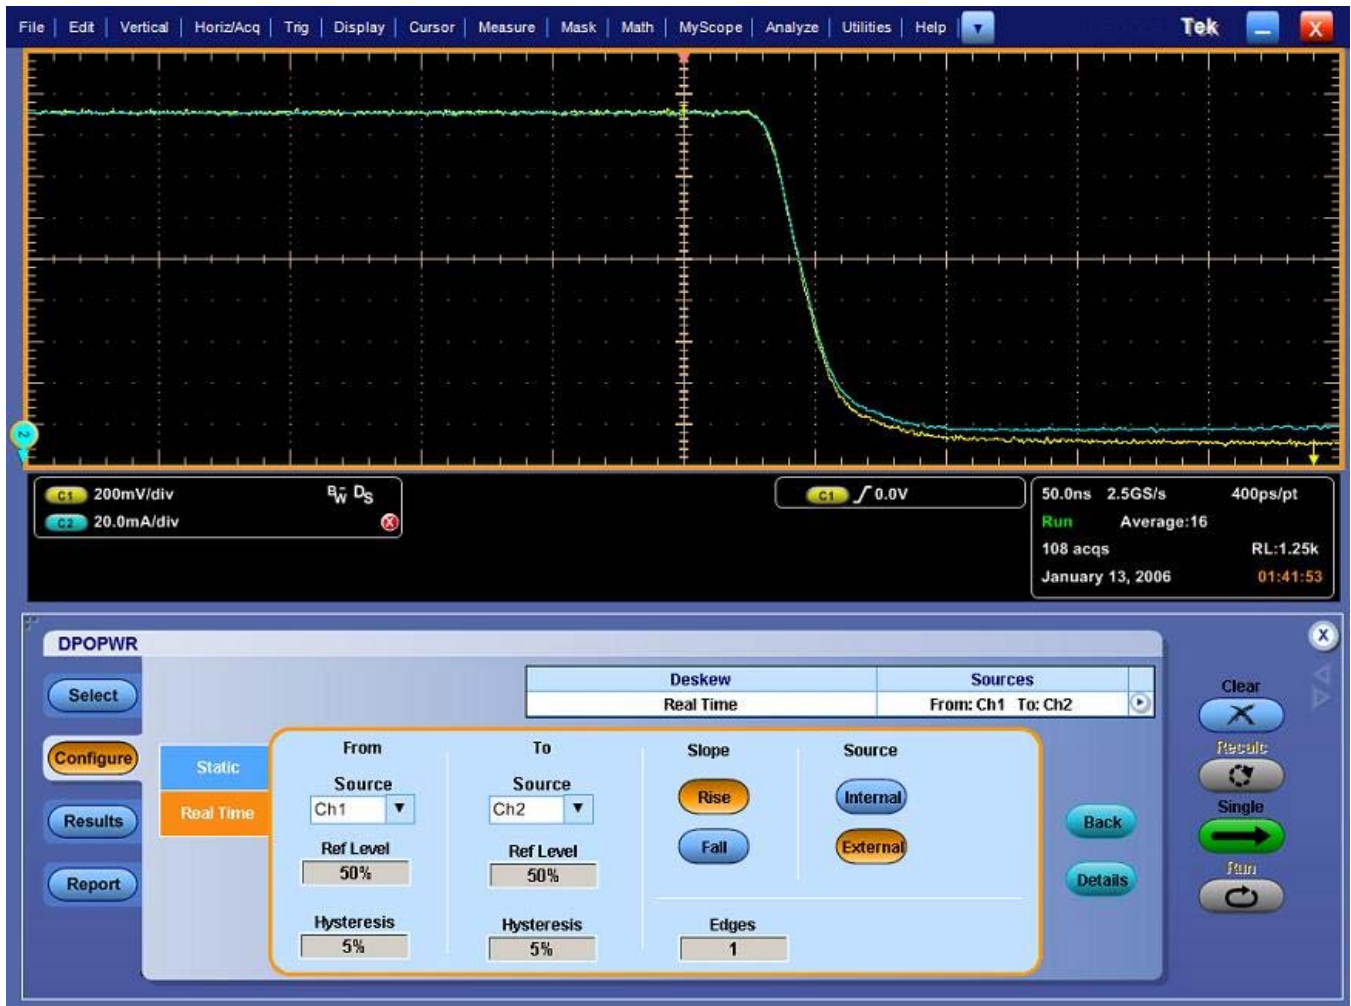 File Edit Vertical Horiz/Acq Trig Display Cursor Measure Mask Math MyScope Analyze Utilities Help Tek X
2
C1 200mV/div BW DS
C2 20.0mA/div
C1 0.0V
50.0ns 2.5GS/s 400ps/pt
Run Average:16
108 acqs RL:1.25k
January 13, 2006 01:41:53
DPOPWR
Select
Configure
Results
Report
Deskew Sources
Real Time From: Ch1 To: Ch2
Static
Real Time
From
Source
Ch1
Ref Level
50%
Hysteresis
5%
To
Source
Ch2
Ref Level
50%
Hysteresis
5%
Slope
Rise
Fall
Source
Internal
External
Edges
1
Back
Details
X
Clear
Recalc
Single
Run